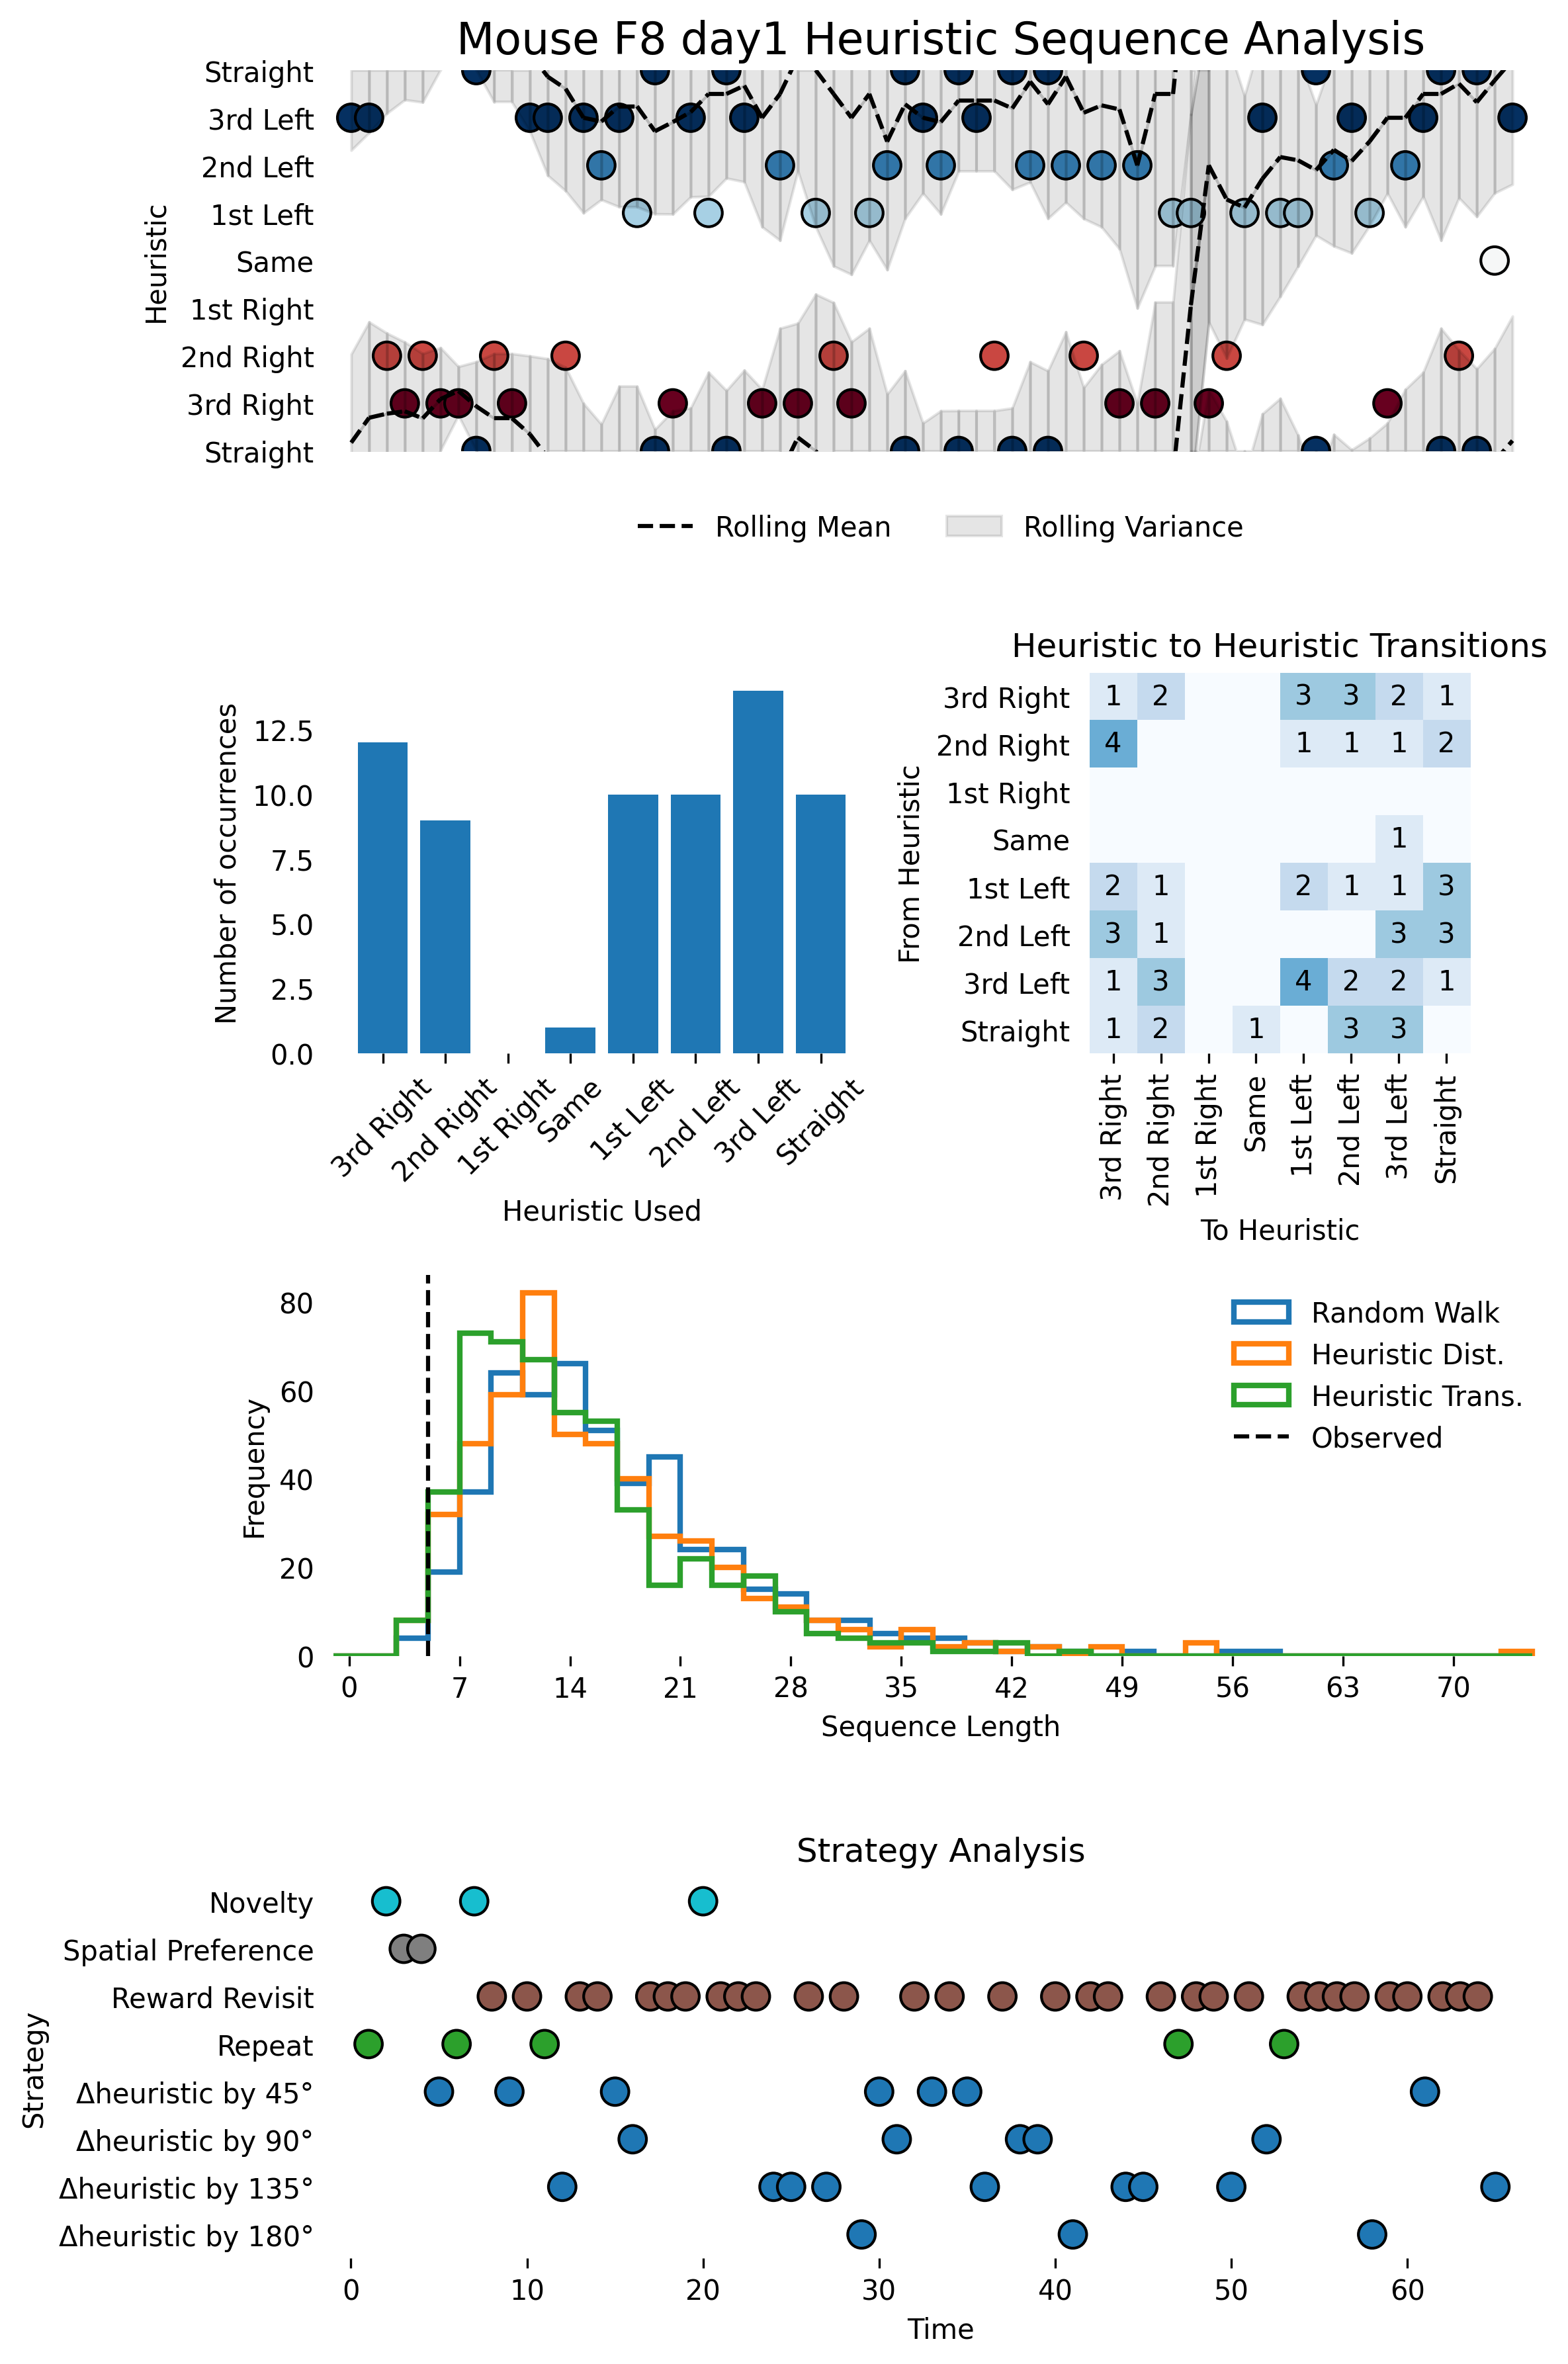 Mouse F8 day1 Heuristic Sequence Analysis
Heuristic
Straight
3rd Left
2nd Left
1st Left
Same
1st Right
2nd Right
3rd Right
Straight
Rolling Mean
Rolling Variance
Number of occurrences
12.5
10.0
7.5
5.0
2.5
0.0
3rd Right
2nd Right
1st Right
Same
1st Left
2nd Left
3rd Left
Straight
Heuristic Used
Heuristic to Heuristic Transitions
From Heuristic
3rd Right 1 2 3 3 2 1
2nd Right 4 1 1 1 2
1st Right
Same 1
1st Left 2 1 2 1 1 3
2nd Left 3 1 3 3
3rd Left 1 3 4 2 2 1
Straight 1 2 1 3 3
3rd Right
2nd Right
1st Right
Same
1st Left
2nd Left
3rd Left
Straight
To Heuristic
Frequency
80
60
40
20
0
0 7 14 21 28 35 42 49 56 63 70
Sequence Length
Random Walk
Heuristic Dist.
Heuristic Trans.
Observed
Strategy Analysis
Strategy
Novelty
Spatial Preference
Reward Revisit
Repeat
Δheuristic by 45°
Δheuristic by 90°
Δheuristic by 135°
Δheuristic by 180°
0 10 20 30 40 50 60
Time